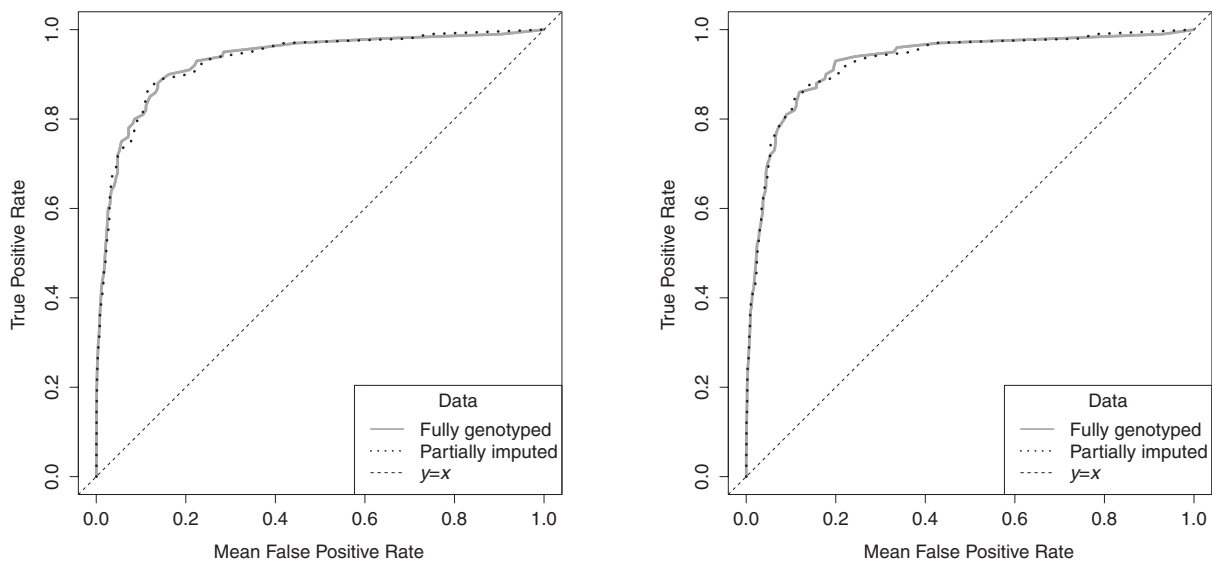 1.0
0.8
0.6
0.4
0.2
0.0
True Positive Rate
0.0 0.2 0.4 0.6 0.8 1.0
Mean False Positive Rate
Data
Fully genotyped
Partially imputed
y=x
1.0
0.8
0.6
0.4
0.2
0.0
True Positive Rate
0.0 0.2 0.4 0.6 0.8 1.0
Mean False Positive Rate
Data
Fully genotyped
Partially imputed
y=x